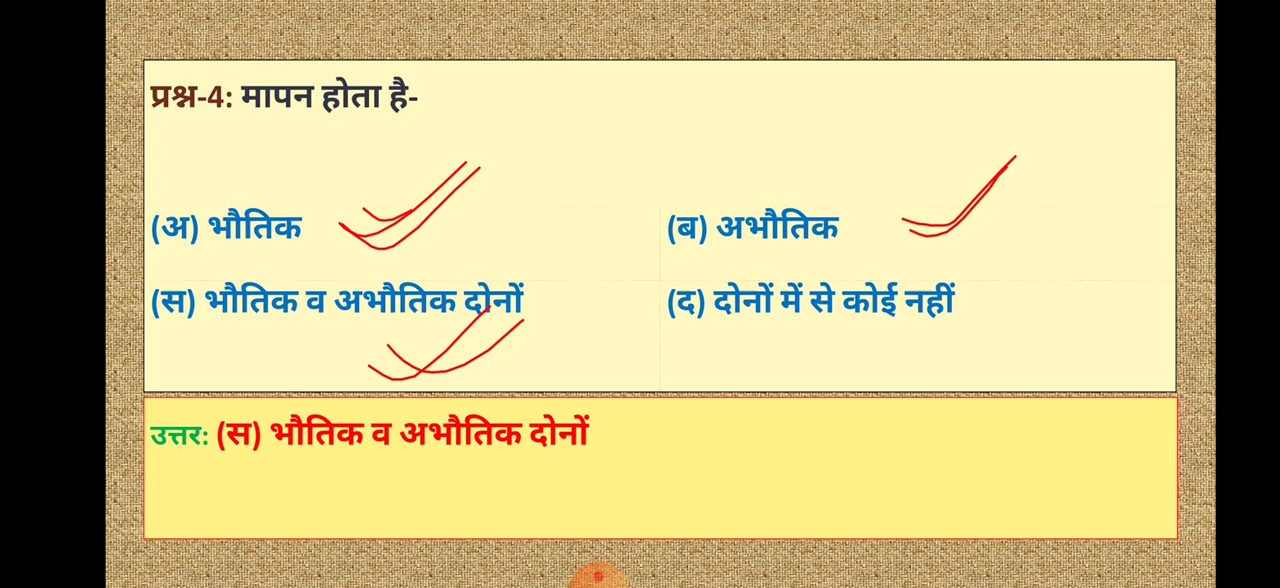 प्रश्न-4: मापन होता है-
(अ) भौतिक (ब) अभौतिक
(स) भौतिक व अभौतिक दोनों (द) दोनों में से कोई नहीं
उत्तर: (स) भौतिक व अभौतिक दोनों